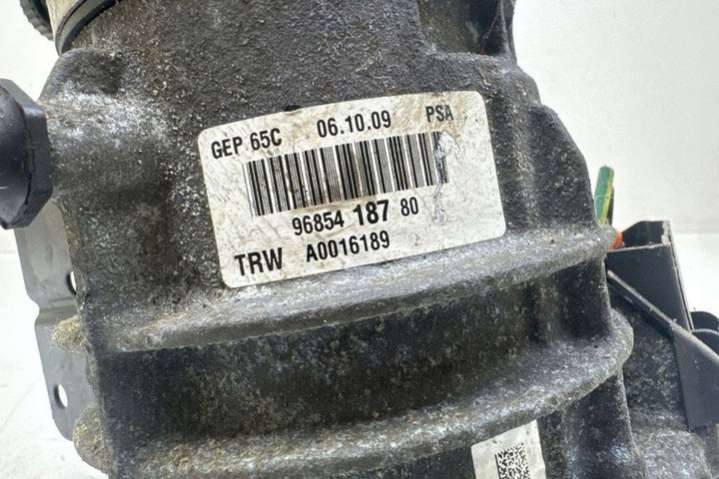 GEP 65C 06.10.09 PSA
96854 187 80
TRW A0016189